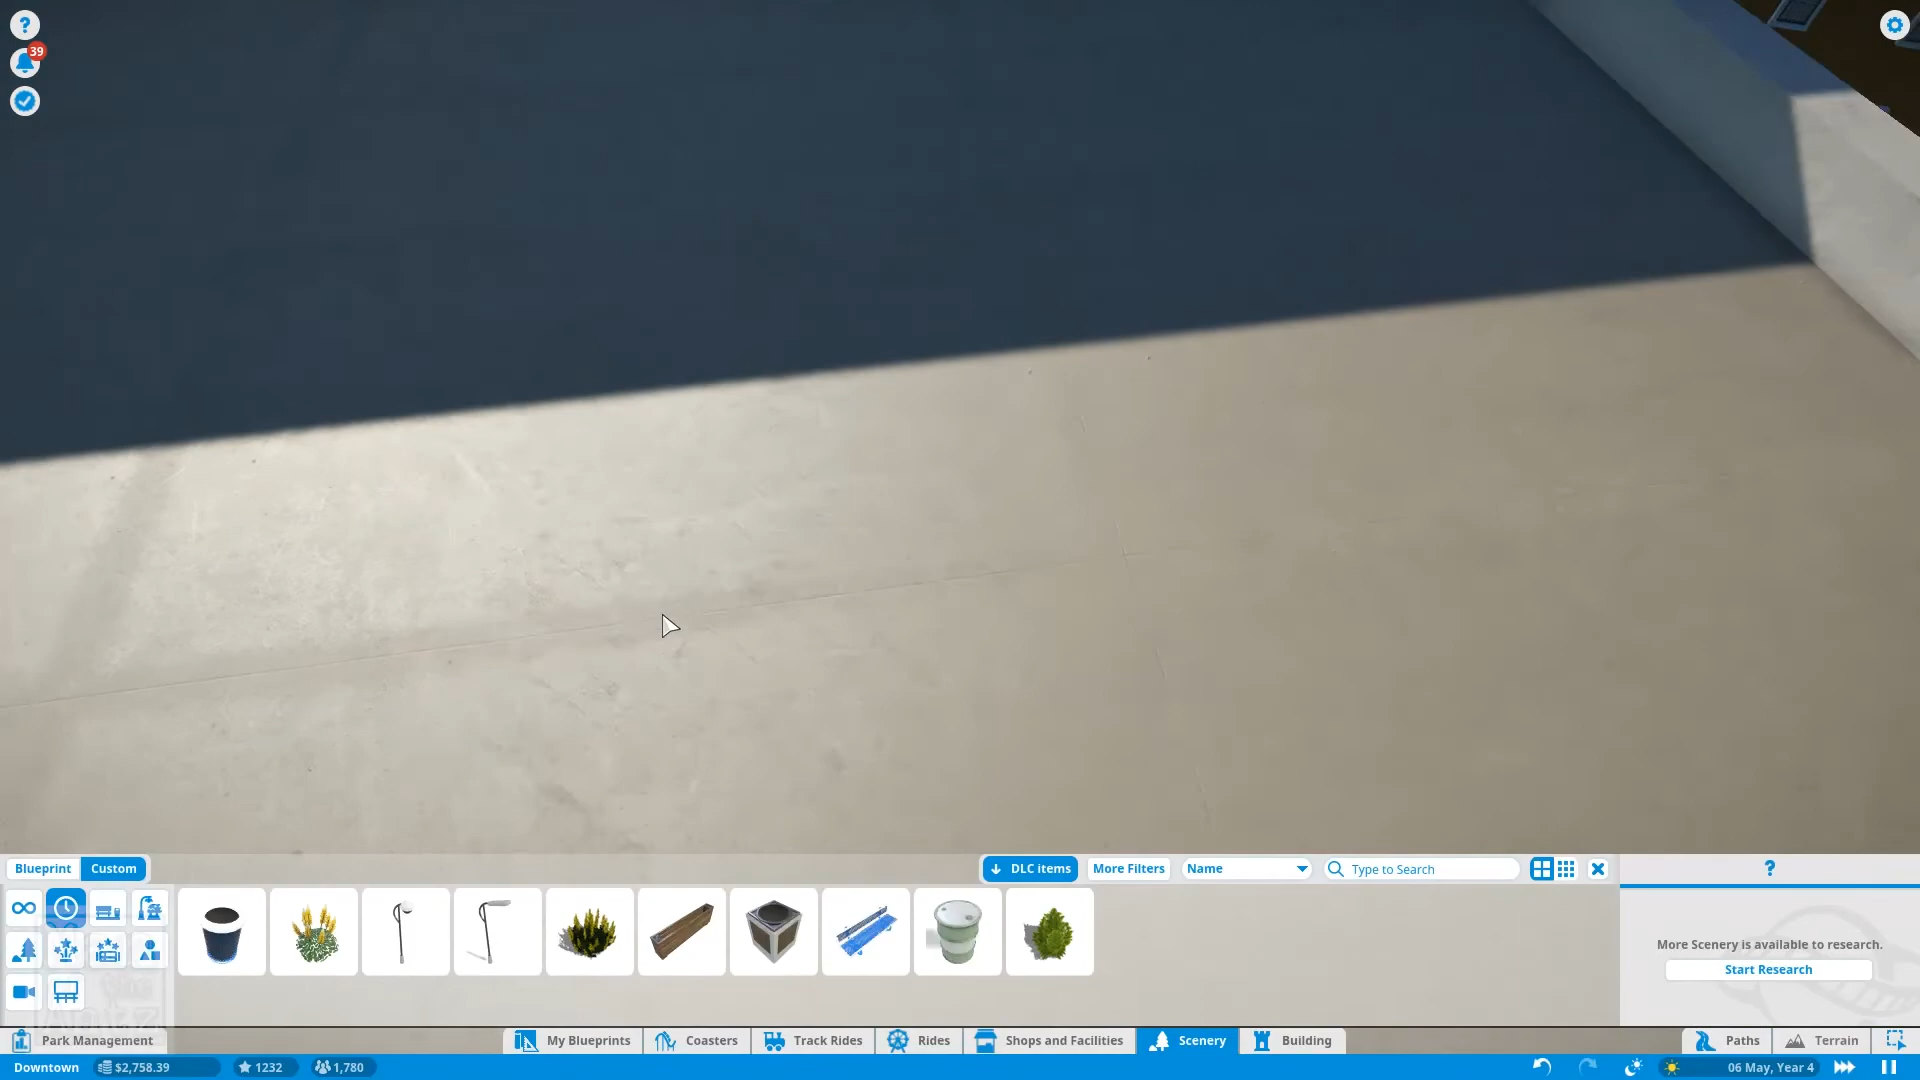 39
Blueprint Custom DLC items More Filters Name Type to Search
More Scenery is available to research.
Start Research
Park Management My Blueprints Coasters Track Rides Rides Shops and Facilities Scenery Building Paths Terrain
Downtown $2,758.39 1232 1,780 06 May, Year 4